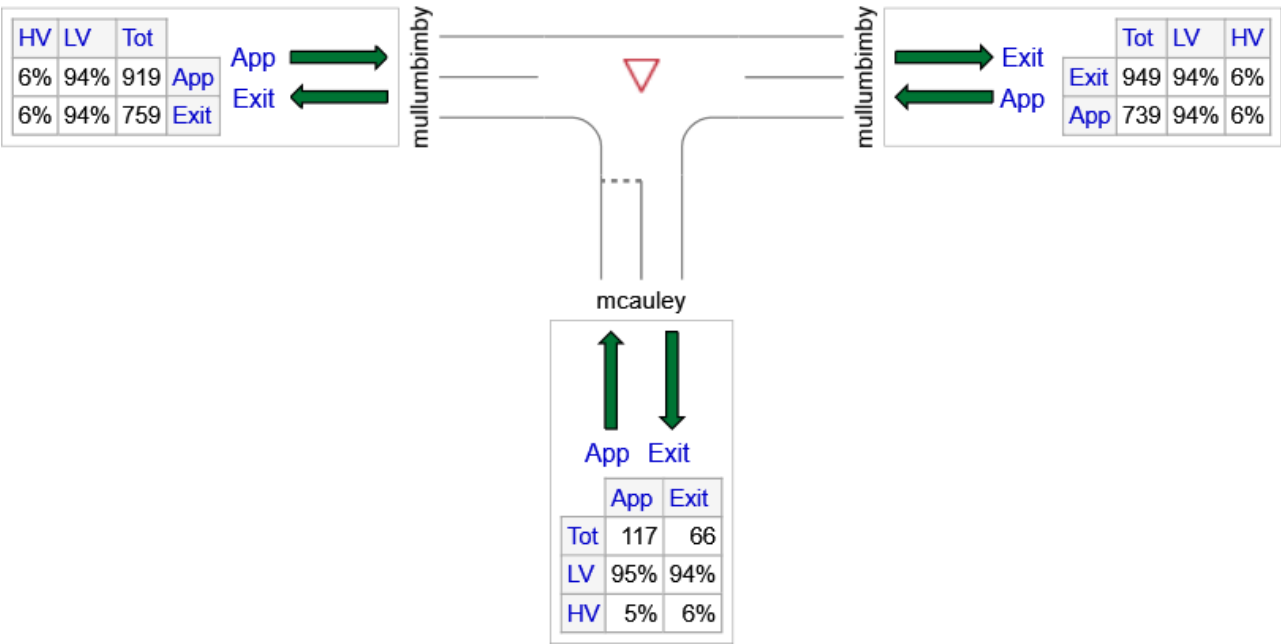 HV LV Tot
6% 94% 919 App
6% 94% 759 Exit
App
Exit
mullumbimby
mullumbimby
Exit
App
Tot LV HV
Exit 949 94% 6%
App 739 94% 6%
mcauley
App Exit
App Exit
Tot 117 66
LV 95% 94%
HV 5% 6%